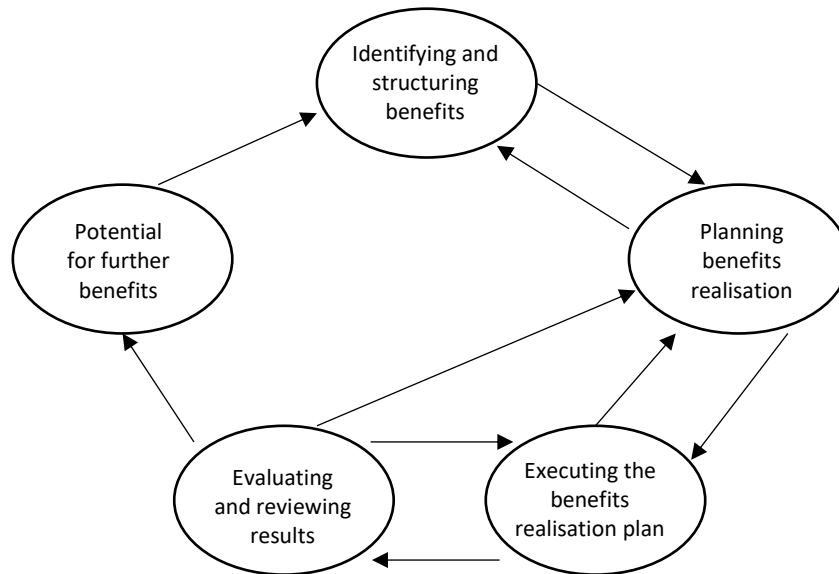 Identifying and
structuring
benefits
Potential
for further
benefits
Planning
benefits
realisation
Evaluating
and reviewing
results
Executing the
benefits
realisation plan